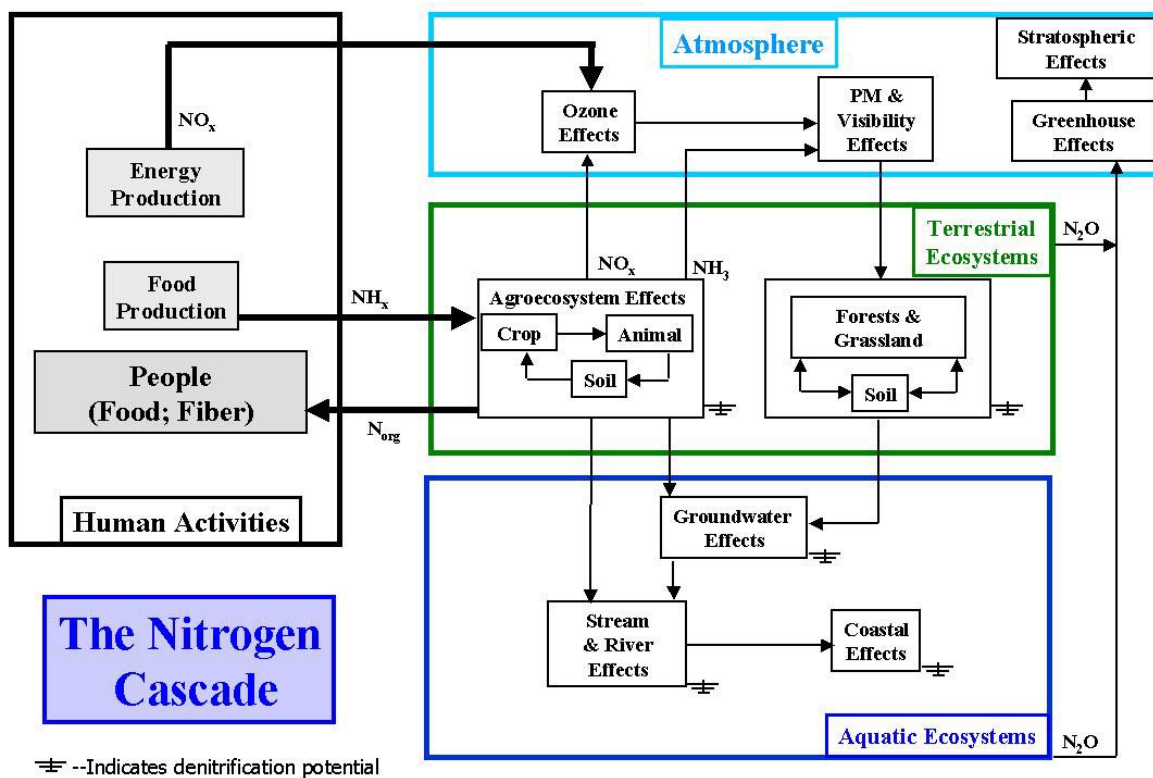 Atmosphere
Stratospheric
Effects
NOx
Ozone
Effects
PM &
Visibility
Effects
Greenhouse
Effects
Energy
Production
Terrestrial
Ecosystems
N2O
Food
Production
NHx
NOx
NH3
Agroecosystem Effects
Crop
Animal
Soil
Forests &
Grassland
Soil
People
(Food; Fiber)
Norg
Human Activities
Groundwater
Effects
The Nitrogen
Cascade
Stream
& River
Effects
Coastal
Effects
Aquatic Ecosystems
N2O
--Indicates denitrification potential